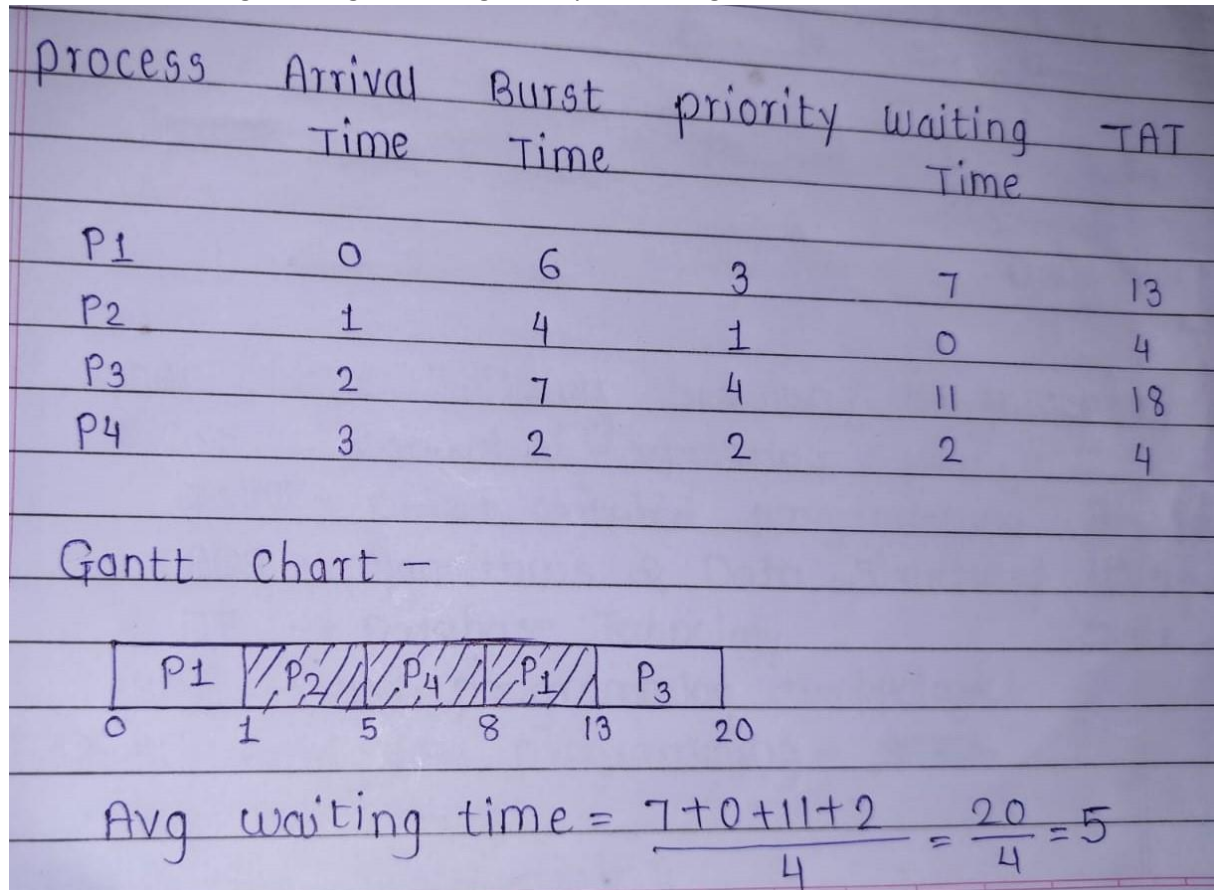 process Arrival Time Burst Time priority waiting Time TAT
P1 0 6 3 7 13
P2 1 4 1 0 4
P3 2 7 4 11 18
P4 3 2 2 2 4
Gantt chart -
P1 P2 P4 P1 P3
0 1 5 8 13 20
Avg waiting time = 7+0+11+2 / 4 = 20 / 4 = 5